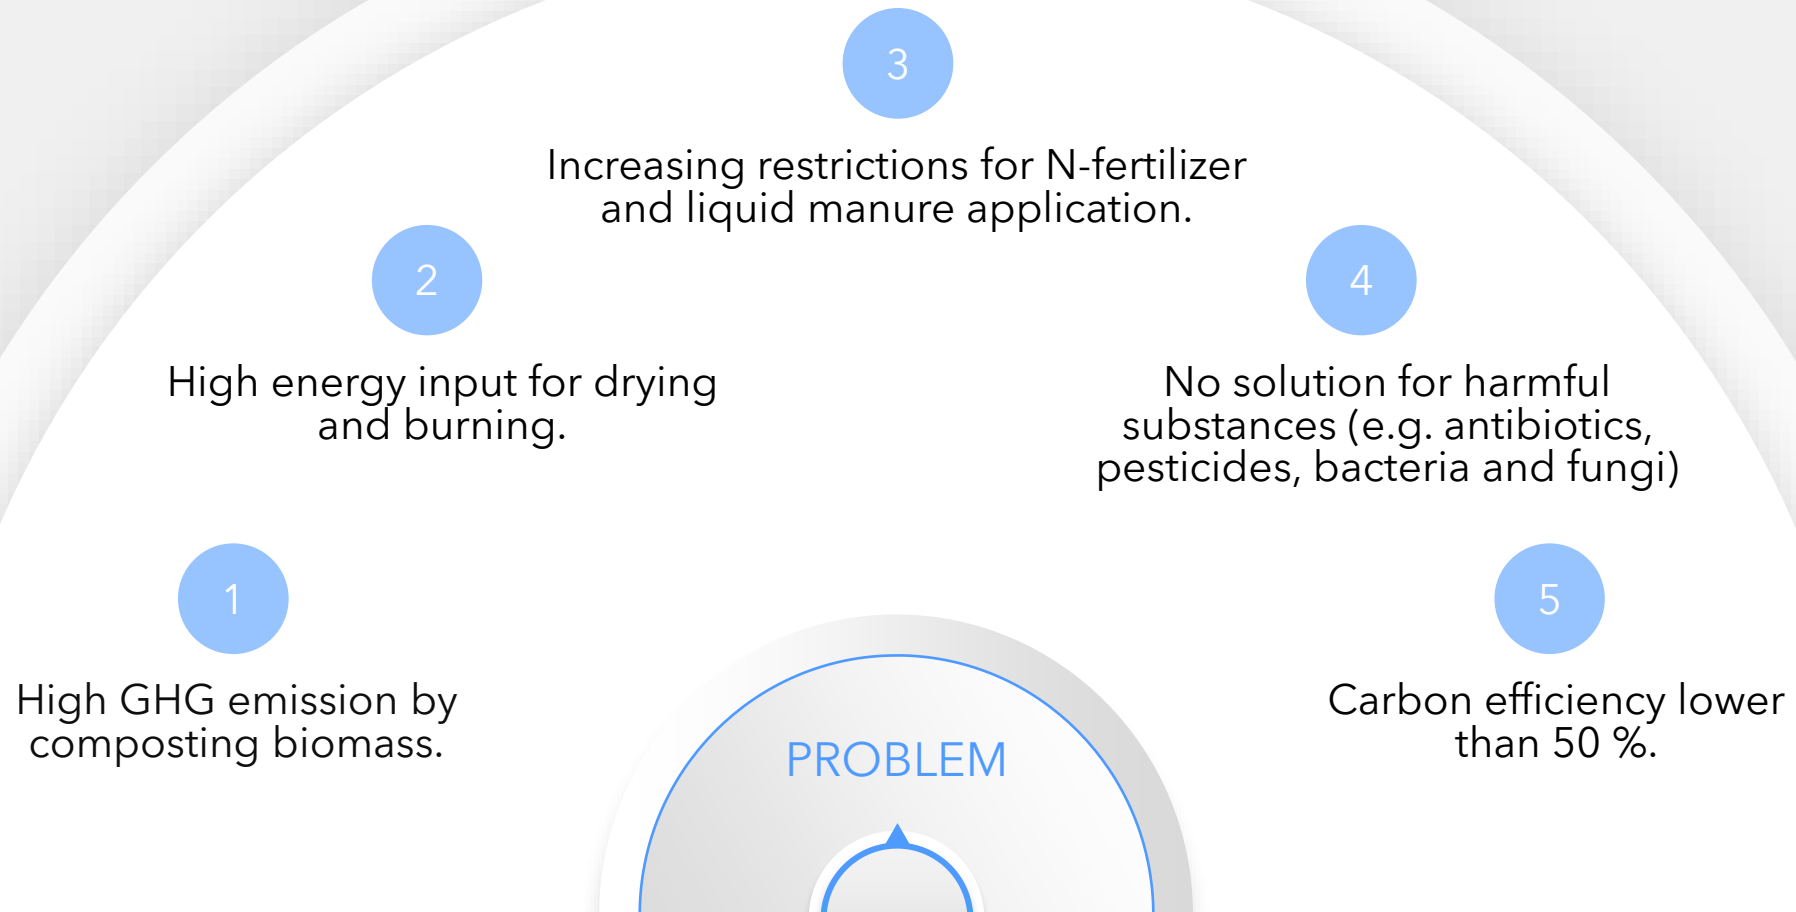 3
Increasing restrictions for N-fertilizer
and liquid manure application.
2
High energy input for drying
and burning.
4
No solution for harmful
substances (e.g. antibiotics,
pesticides, bacteria and fungi)
1
High GHG emission by
composting biomass.
5
Carbon efficiency lower
than 50 %.
PROBLEM